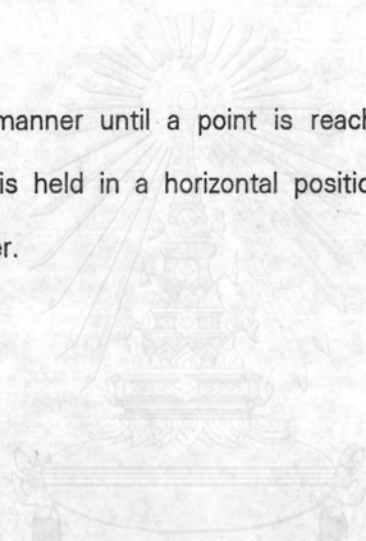 manner until a point is reach
is held in a horizontal positio
er.